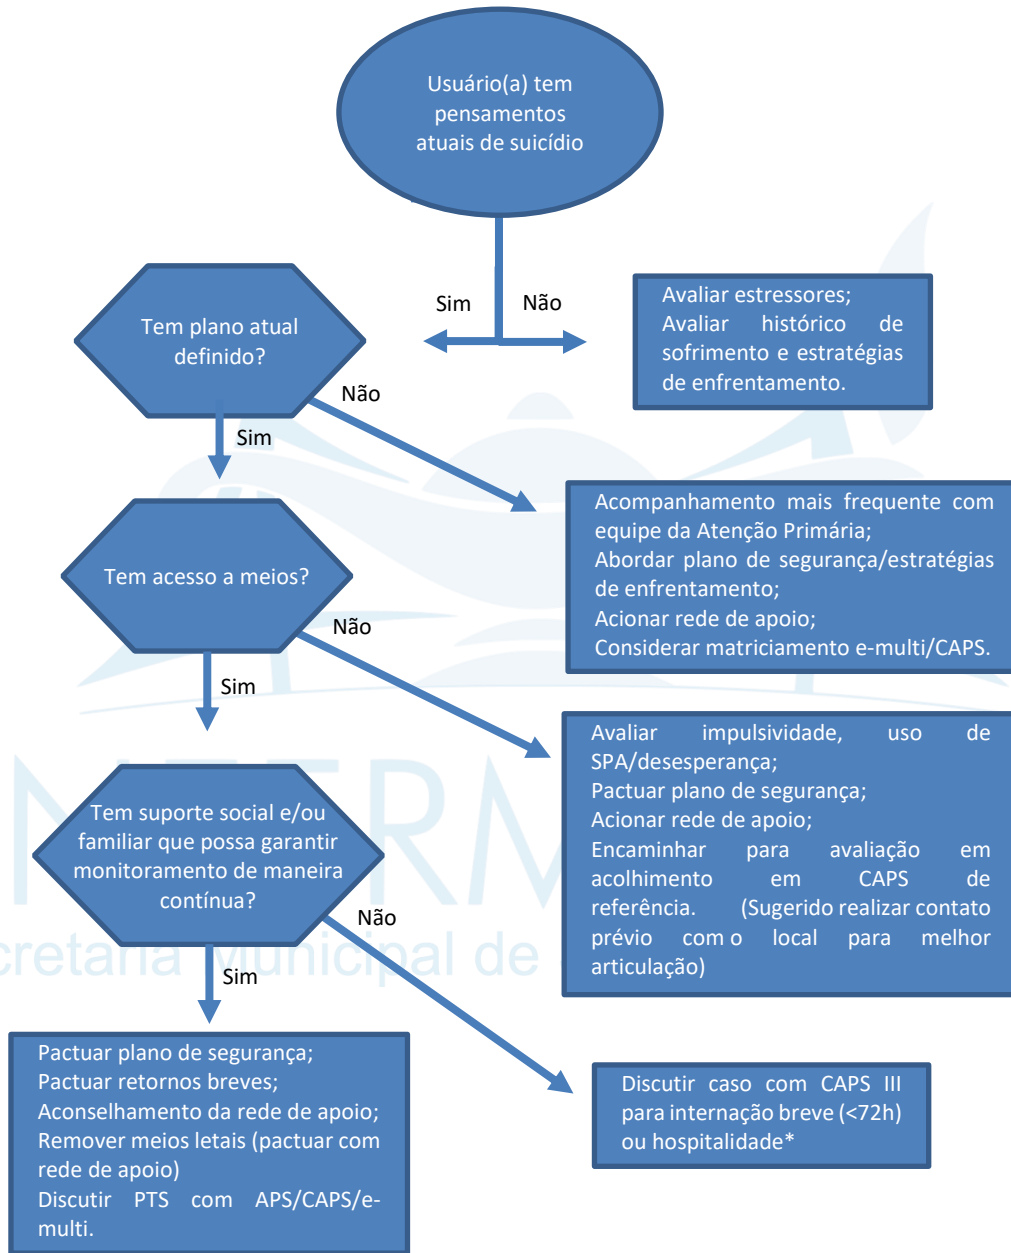 Usuário(a) tem
pensamentos
atuais de suicídio
Sim
Não
Avaliar estressores;
Avaliar histórico de
sofrimento e estratégias
de enfrentamento.
Tem plano atual
definido?
Não
Sim
Acompanhamento mais frequente com
equipe da Atenção Primária;
Abordar plano de segurança/estratégias
de enfrentamento;
Acionar rede de apoio;
Considerar matriciamento e-multi/CAPS.
Tem acesso a meios?
Não
Sim
Avaliar impulsividade, uso de
SPA/desesperança;
Pactuar plano de segurança;
Acionar rede de apoio;
Encaminhar para avaliação em
acolhimento em CAPS de
referência. (Sugerido realizar contato
prévio com o local para melhor
articulação)
Tem suporte social e/ou
familiar que possa garantir
monitoramento de maneira
contínua?
Não
Sim
Municipal de
Pactuar plano de segurança;
Pactuar retornos breves;
Aconselhamento da rede de apoio;
Remover meios letais (pactuar com
rede de apoio)
Discutir PTS com APS/CAPS/e-
multi.
Discutir caso com CAPS III
para internação breve (<72h)
ou hospitalidade*